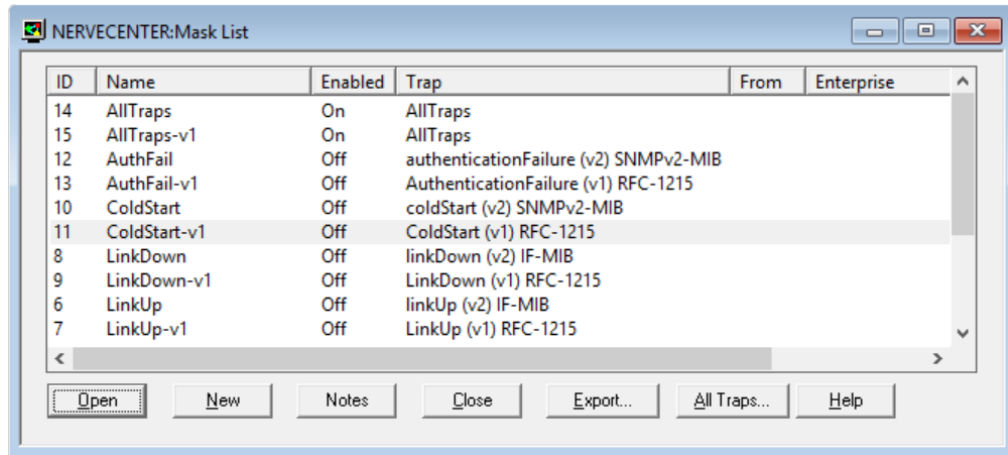 NERVECENTER:Mask List
ID Name Enabled Trap From Enterprise
14 AllTraps On AllTraps
15 AllTraps-v1 On AllTraps
12 AuthFail Off authenticationFailure (v2) SNMPv2-MIB
13 AuthFail-v1 Off AuthenticationFailure (v1) RFC-1215
10 ColdStart Off coldStart (v2) SNMPv2-MIB
11 ColdStart-v1 Off ColdStart (v1) RFC-1215
8 LinkDown Off linkDown (v2) IF-MIB
9 LinkDown-v1 Off LinkDown (v1) RFC-1215
6 LinkUp Off linkUp (v2) IF-MIB
7 LinkUp-v1 Off LinkUp (v1) RFC-1215
Open New Notes Close Export... All Traps... Help